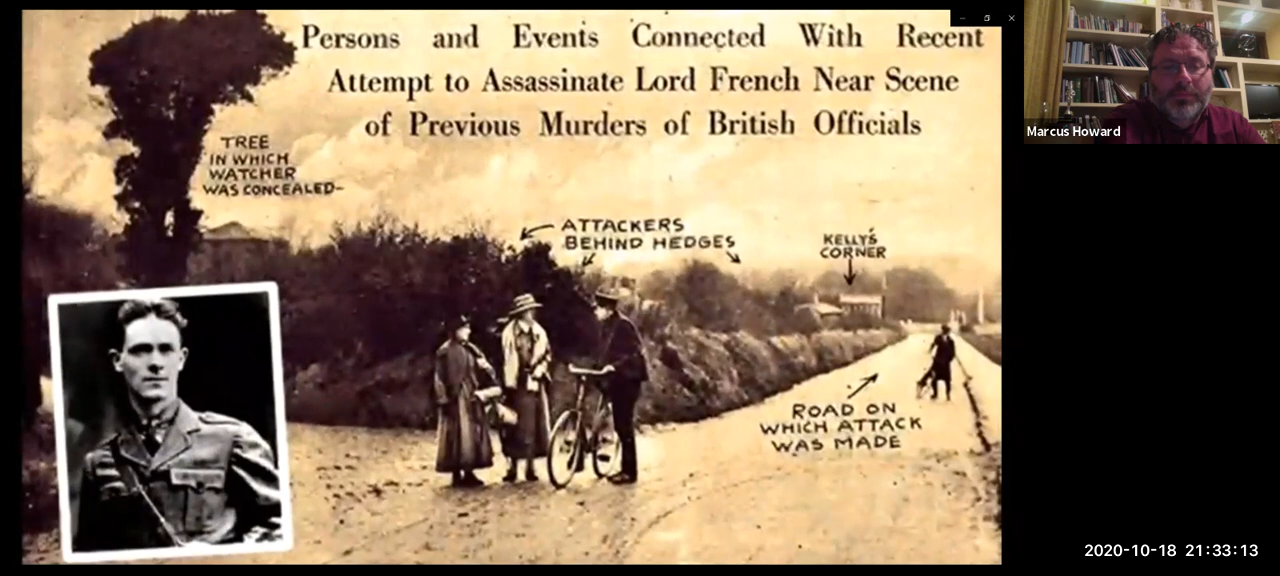 Persons and Events Connected With Recent
Attempt to Assassinate Lord French Near Scene
of Previous Murders of British Officials
TREE
IN WHICH
WATCHER
WAS CONCEALED-
ATTACKERS
BEHIND HEDGES
KELLY'S
CORNER
ROAD ON
WHICH ATTACK
WAS MADE
Marcus Howard
2020-10-18 21:33:13